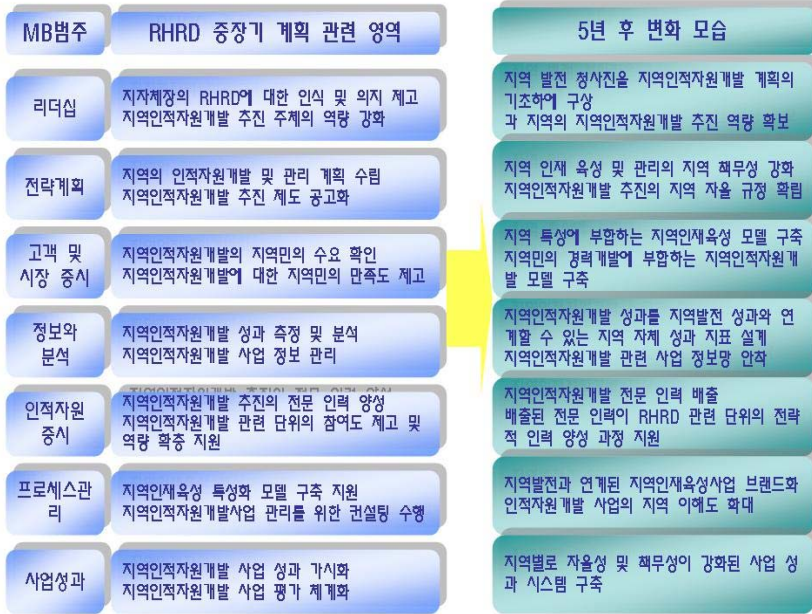 MB범주
RHRD 중장기 계획 관련 영역
5년 후 변화 모습
리더십
지자체장의 RHRD에 대한 인식 및 의지 제고
지역인적자원개발 추진 주체의 역량 강화
지역 발전 청사진을 지역인적자원개발 계획의
기초하에 구상
각 지역의 지역인적자원개발 추진 역량 확보
전략계획
지역의 인적자원개발 및 관리 계획 수립
지역인적자원개발 추진 제도 공고화
지역 인재 육성 및 관리의 지역 책무성 강화
지역인적자원개발 추진의 지역 자율 규정 확립
고객 및
시장 중시
지역인적자원개발의 지역민의 수요 확인
지역인적자원개발에 대한 지역민의 만족도 제고
지역 특성에 부합하는 지역인재육성 모델 구축
지역민의 경력개발에 부합하는 지역인적자원개
발 모델 구축
정보와
분석
지역인적자원개발 성과 측정 및 분석
지역인적자원개발 사업 정보 관리
지역인적자원개발 성과를 지역발전 성과와 연
계할 수 있는 지역 자체 성과 지표 설계
지역인적자원개발 관련 사업 정보망 안착
인적자원
중시
지역인적자원개발 추진의 전문 인력 양성
지역인적자원개발 관련 단위의 참여도 제고 및
역량 확충 지원
지역인적자원개발 전문 인력 배출
배출된 전문 인력이 RHRD 관련 단위의 전략
적 인력 양성 과정 지원
프로세스관
리
지역인재육성 특성화 모델 구축 지원
지역인적자원개발사업 관리를 위한 컨설팅 수행
지역발전과 연계된 지역인재육성사업 브랜드화
인적자원개발 사업의 지역 이해도 확대
사업성과
지역인적자원개발 사업 성과 가시화
지역인적자원개발 사업 평가 체계화
지역별로 자율성 및 책무성이 강화된 사업 성
과 시스템 구축